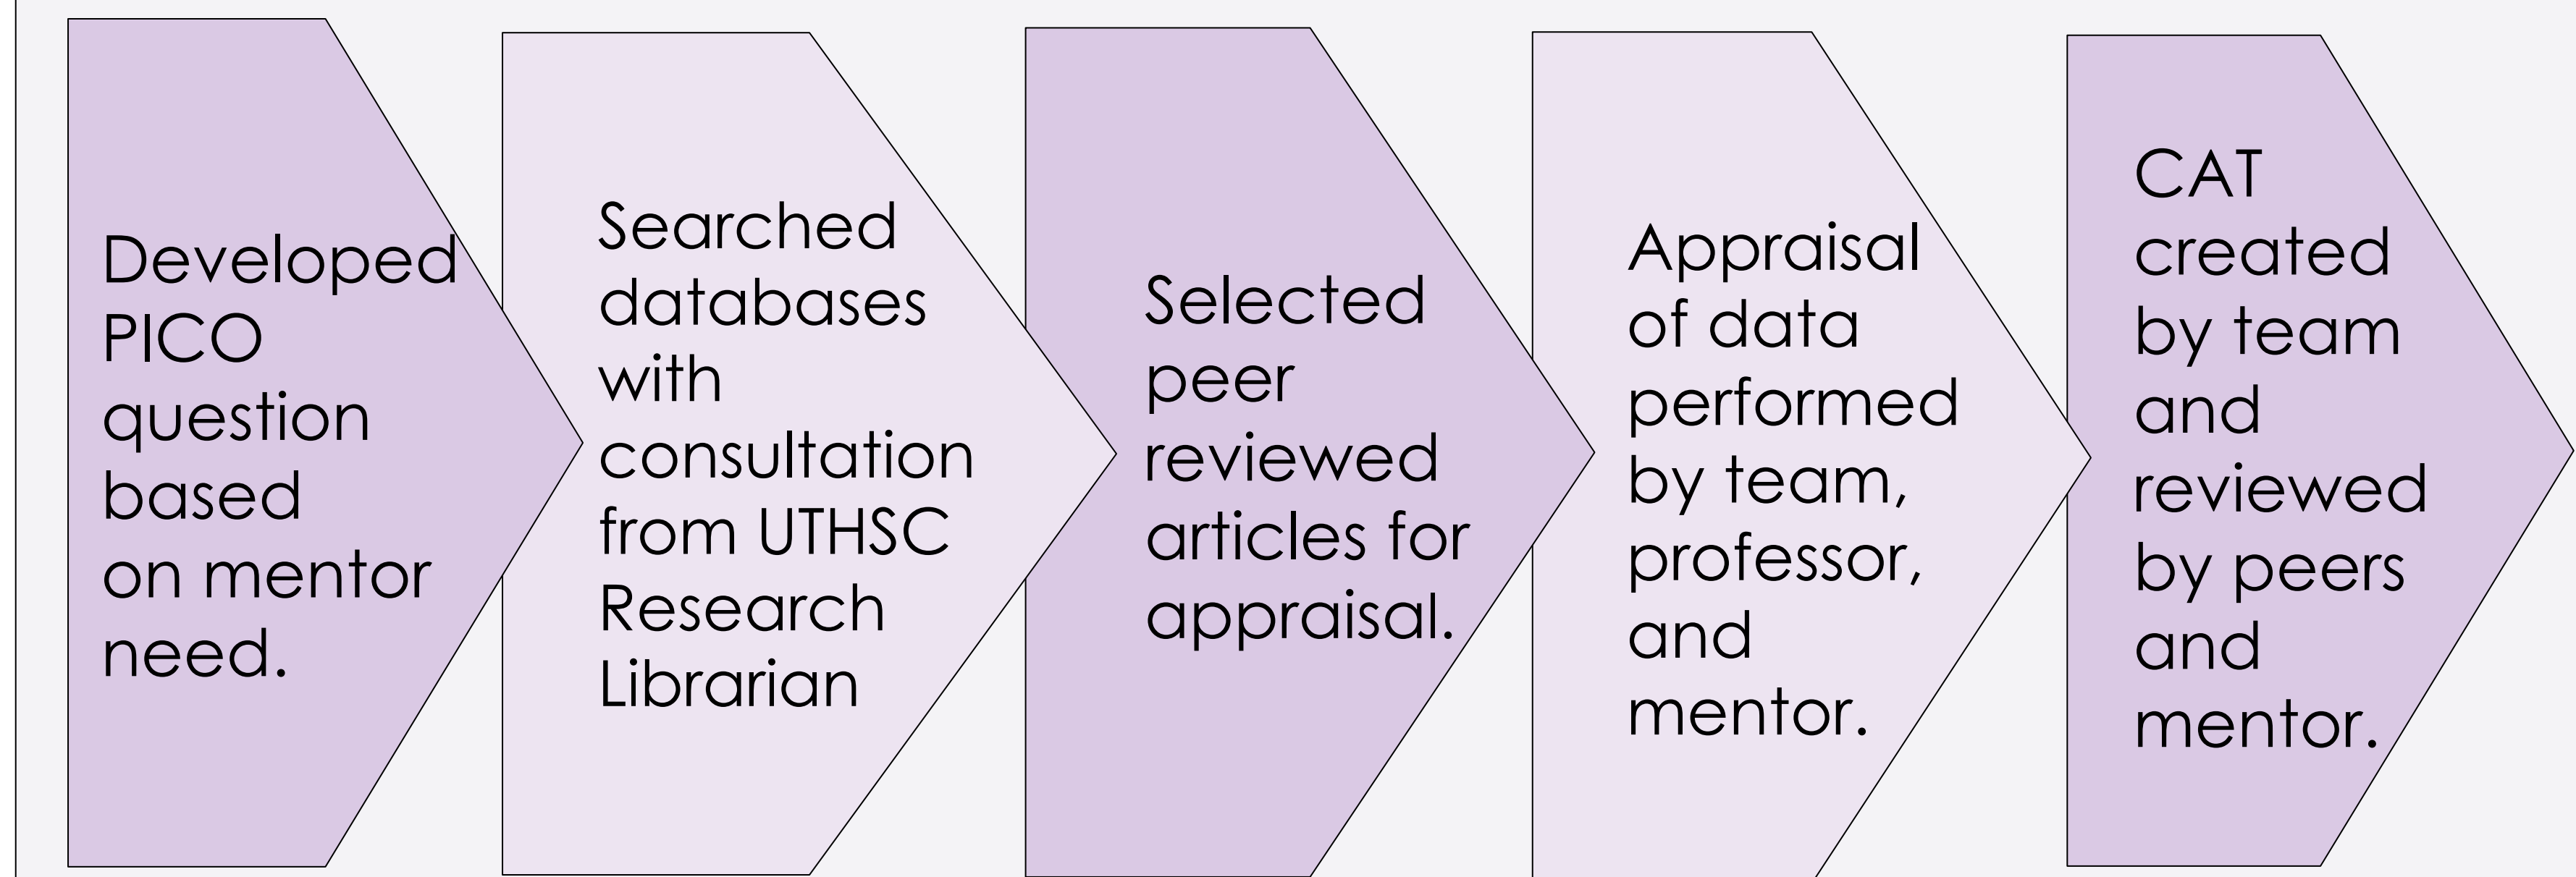 Developed
PICO
question
based
on mentor
need.
Searched
databases
with
consultation
from UTHSC
Research
Librarian
Selected
peer
reviewed
articles for
appraisal.
Appraisal
of data
performed
by team,
professor,
and
mentor.
CAT
created
by team
and
reviewed
by peers
and
mentor.